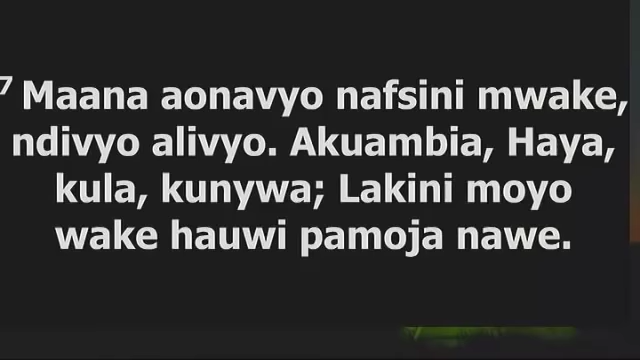 7 Maana aonavyo nafsini mwake,
ndivyo alivyo. Akuambia, Haya,
kula, kunywa; Lakini moyo
wake hauwi pamoja nawe.